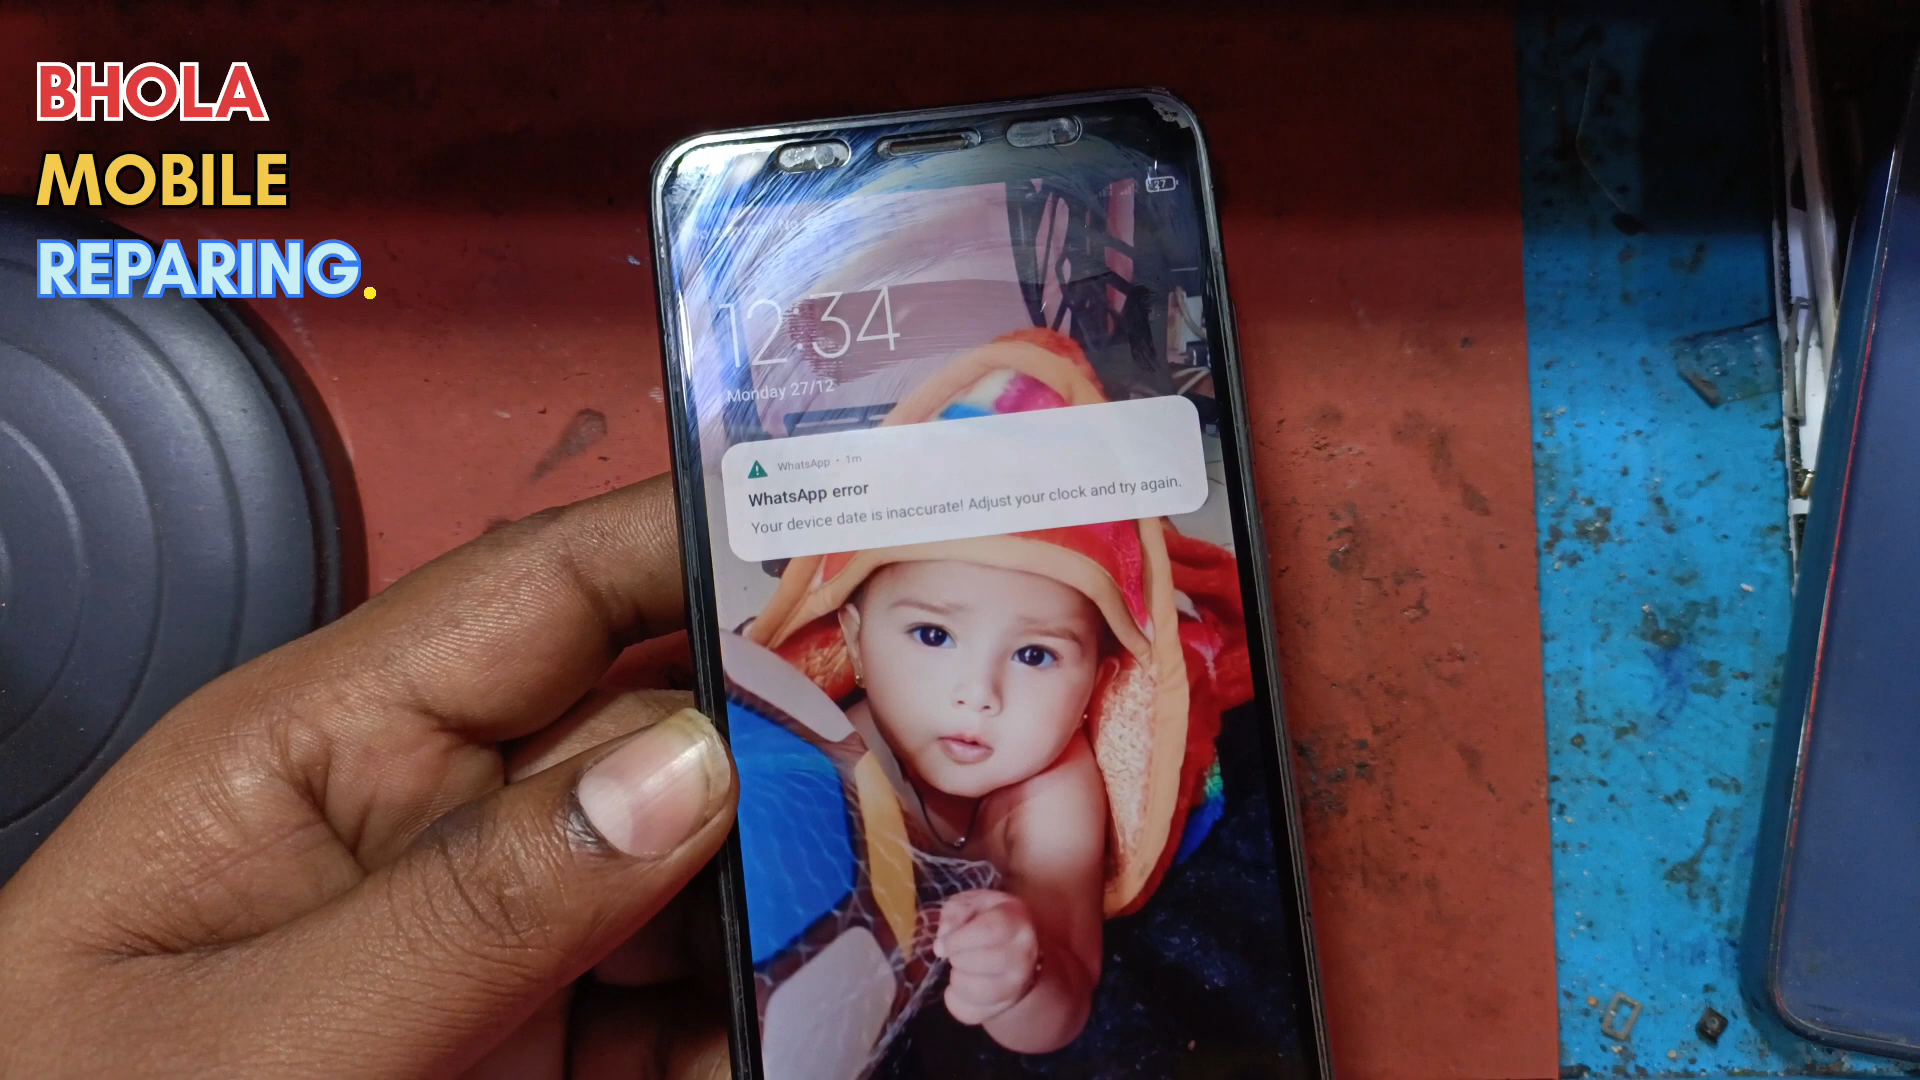 BHOLA
MOBILE
REPARING.
27
12:34
Monday 27/12
WhatsApp • 1m
WhatsApp error
Your device date is inaccurate! Adjust your clock and try again.